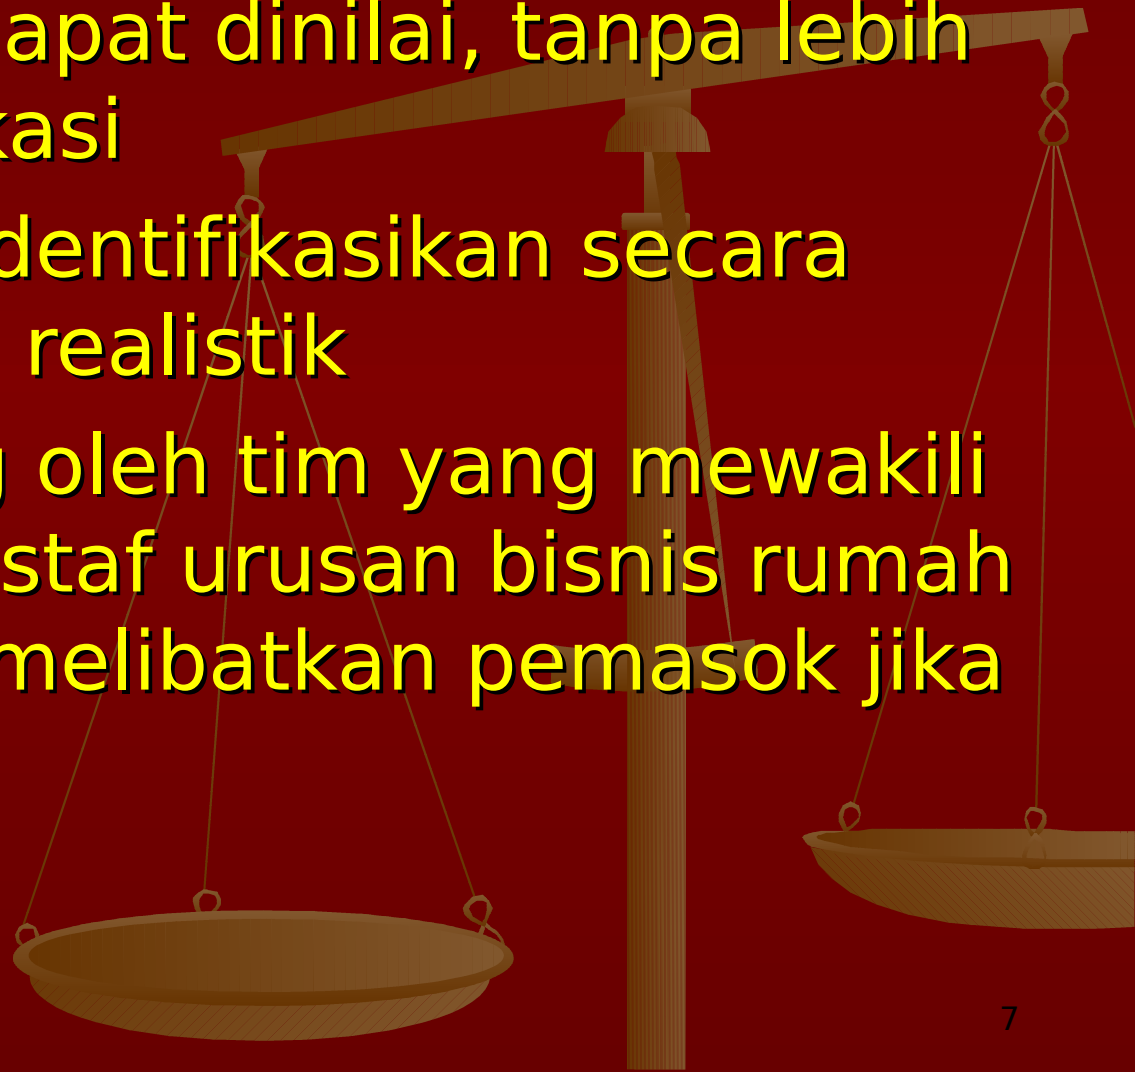 apat dinilai, tanpa lebih
kasi
dentifikasikan secara
realistik
g oleh tim yang mewakili
staf urusan bisnis rumah
melibatkan pemasok jika
7